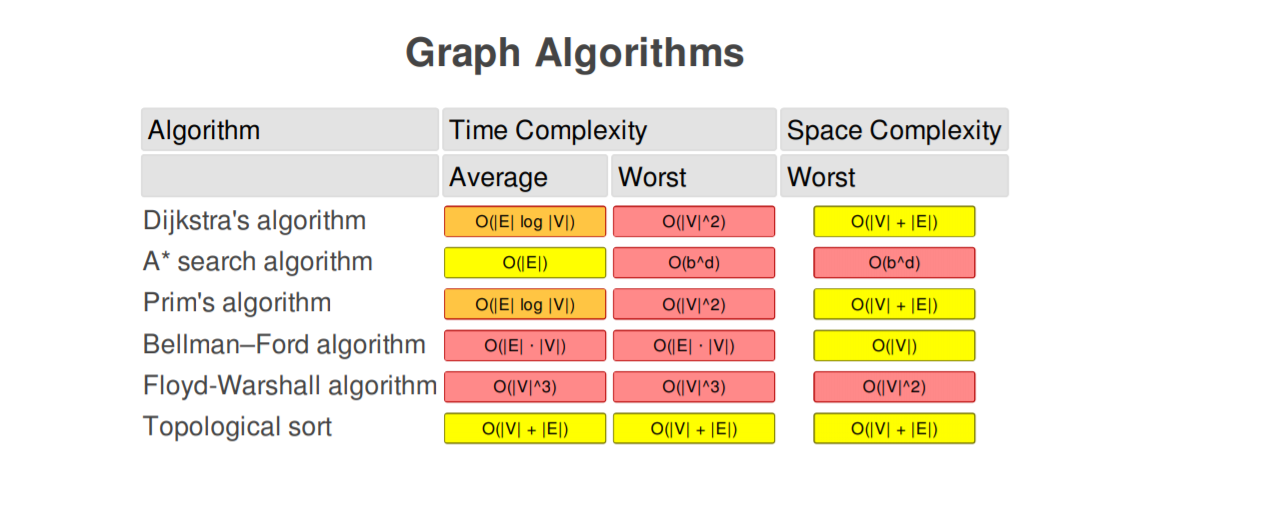 Graph Algorithms
Algorithm Time Complexity Space Complexity
Average Worst Worst
Dijkstra's algorithm O(|E| log |V|) O(|V|^2) O(|V| + |E|)
A* search algorithm O(|E|) O(b^d) O(b^d)
Prim's algorithm O(|E| log |V|) O(|V|^2) O(|V| + |E|)
Bellman–Ford algorithm O(|E| · |V|) O(|E| · |V|) O(|V|)
Floyd-Warshall algorithm O(|V|^3) O(|V|^3) O(|V|^2)
Topological sort O(|V| + |E|) O(|V| + |E|) O(|V| + |E|)